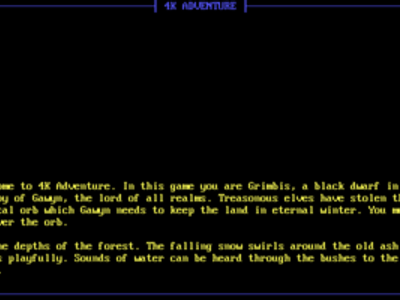 4K ADVENTURE
ome to 4K Adventure. In this game you are Grimbis, a black dwarf in
oy of Gawyn, the lord of all realms. Treasonous elves have stolen t
tal orb which Gawyn needs to keep the land in eternal winter. You m
ver the orb.
he depths of the forest. The falling snow swirls around the old ash
s playfully. Sounds of water can be heard through the bushes to the
.